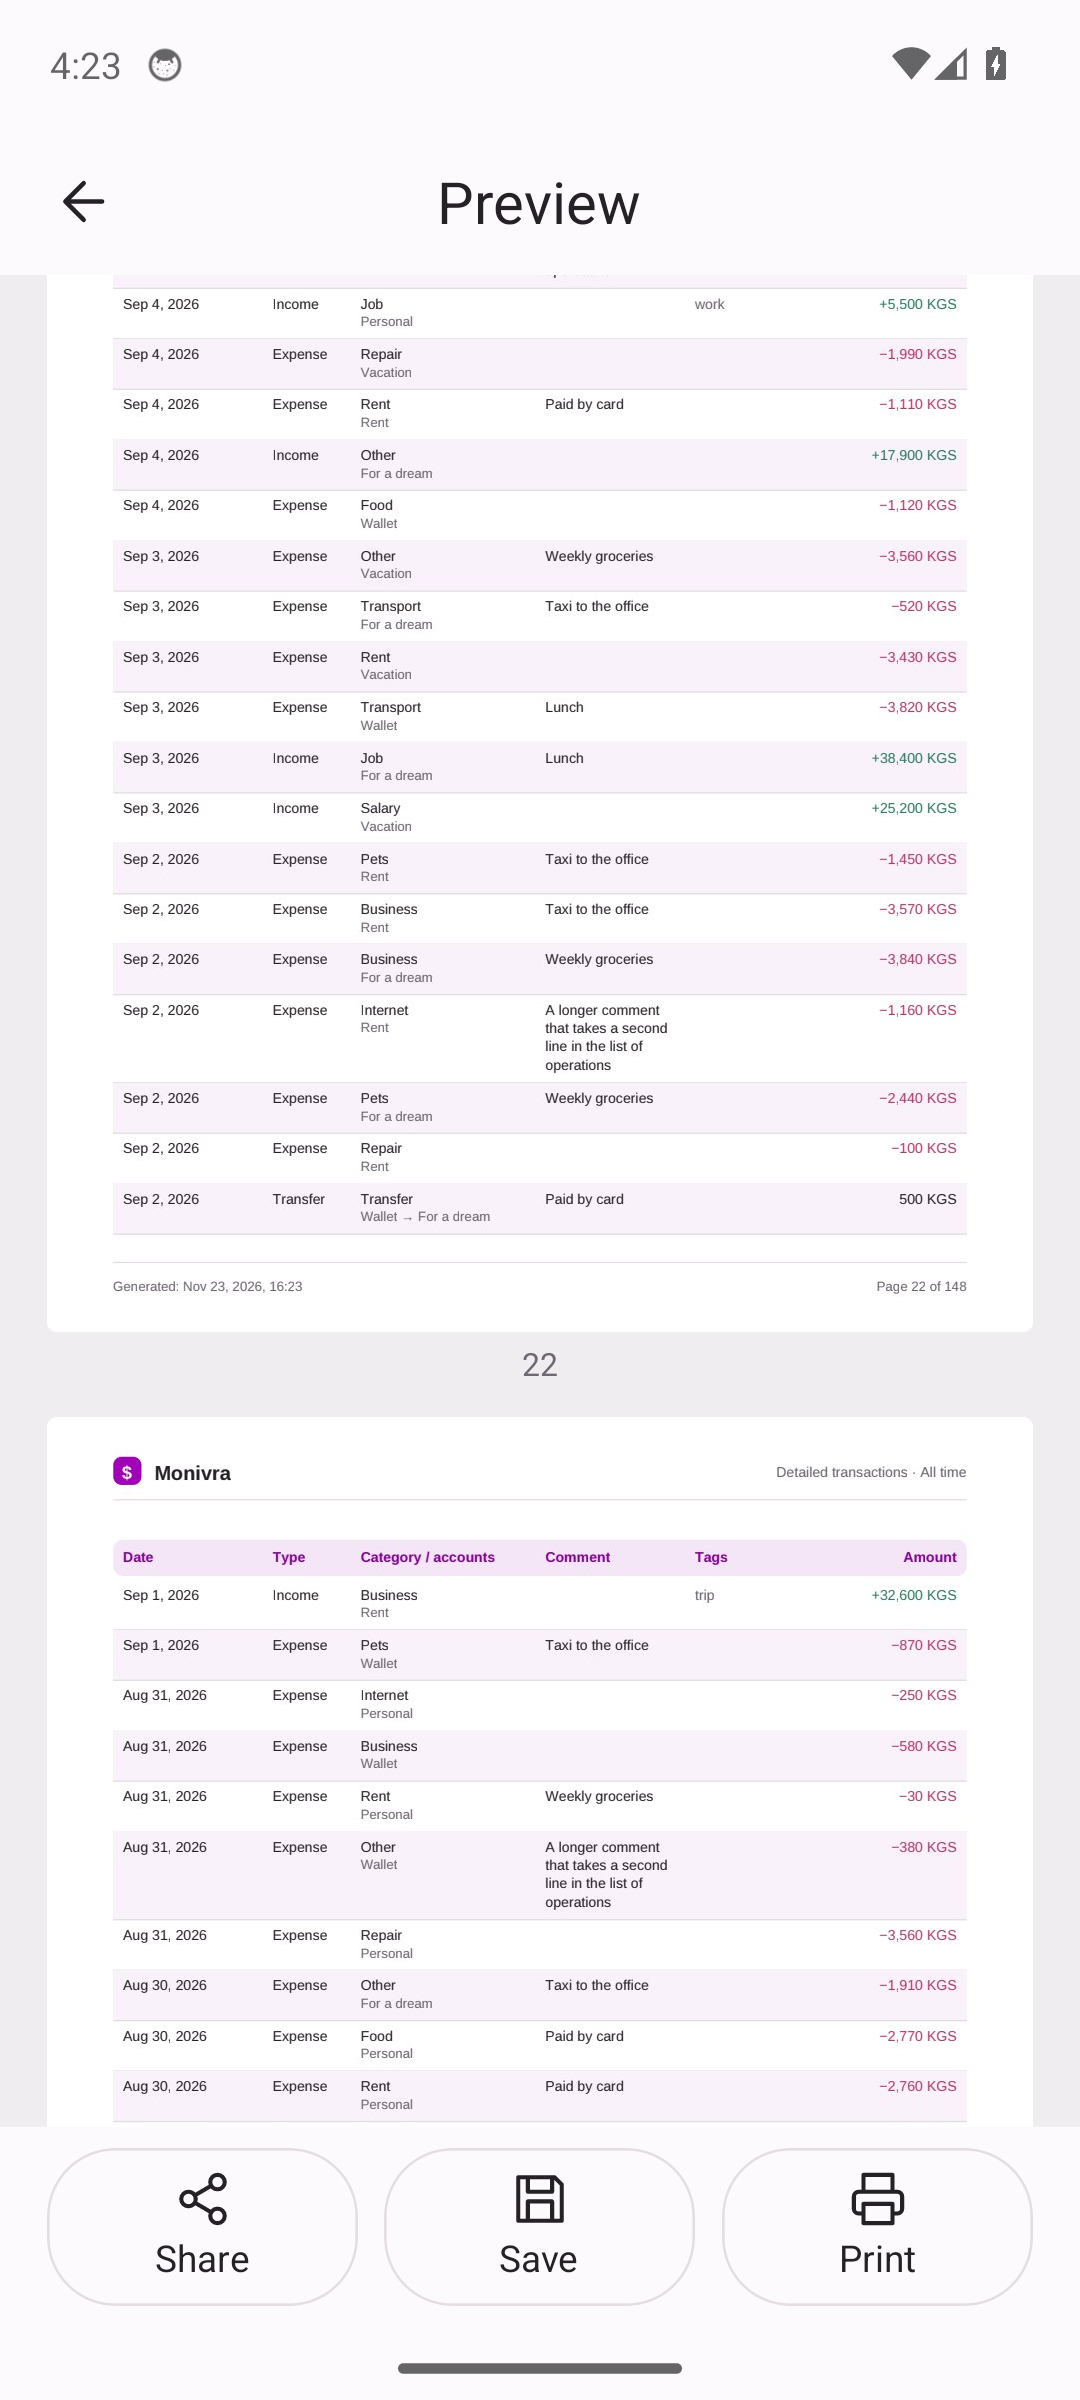 4:23
Preview
Sep 4, 2026 Income Job work +5,500 KGS
Personal
Sep 4, 2026 Expense Repair −1,990 KGS
Vacation
Sep 4, 2026 Expense Rent Paid by card −1,110 KGS
Rent
Sep 4, 2026 Income Other +17,900 KGS
For a dream
Sep 4, 2026 Expense Food −1,120 KGS
Wallet
Sep 3, 2026 Expense Other Weekly groceries −3,560 KGS
Vacation
Sep 3, 2026 Expense Transport Taxi to the office −520 KGS
For a dream
Sep 3, 2026 Expense Rent −3,430 KGS
Vacation
Sep 3, 2026 Expense Transport Lunch −3,820 KGS
Wallet
Sep 3, 2026 Income Job Lunch +38,400 KGS
For a dream
Sep 3, 2026 Income Salary +25,200 KGS
Vacation
Sep 2, 2026 Expense Pets Taxi to the office −1,450 KGS
Rent
Sep 2, 2026 Expense Business Taxi to the office −3,570 KGS
Rent
Sep 2, 2026 Expense Business Weekly groceries −3,840 KGS
For a dream
Sep 2, 2026 Expense Internet A longer comment −1,160 KGS
Rent that takes a second
line in the list of
operations
Sep 2, 2026 Expense Pets Weekly groceries −2,440 KGS
For a dream
Sep 2, 2026 Expense Repair −100 KGS
Rent
Sep 2, 2026 Transfer Transfer Paid by card 500 KGS
Wallet → For a dream
Generated: Nov 23, 2026, 16:23 Page 22 of 148
22
$ Monivra Detailed transactions · All time
Date Type Category / accounts Comment Tags Amount
Sep 1, 2026 Income Business trip +32,600 KGS
Rent
Sep 1, 2026 Expense Pets Taxi to the office −870 KGS
Wallet
Aug 31, 2026 Expense Internet −250 KGS
Personal
Aug 31, 2026 Expense Business −580 KGS
Wallet
Aug 31, 2026 Expense Rent Weekly groceries −30 KGS
Personal
Aug 31, 2026 Expense Other A longer comment −380 KGS
Wallet that takes a second
line in the list of
operations
Aug 31, 2026 Expense Repair −3,560 KGS
Personal
Aug 30, 2026 Expense Other Taxi to the office −1,910 KGS
For a dream
Aug 30, 2026 Expense Food Paid by card −2,770 KGS
Personal
Aug 30, 2026 Expense Rent Paid by card −2,760 KGS
Personal
Share Save Print